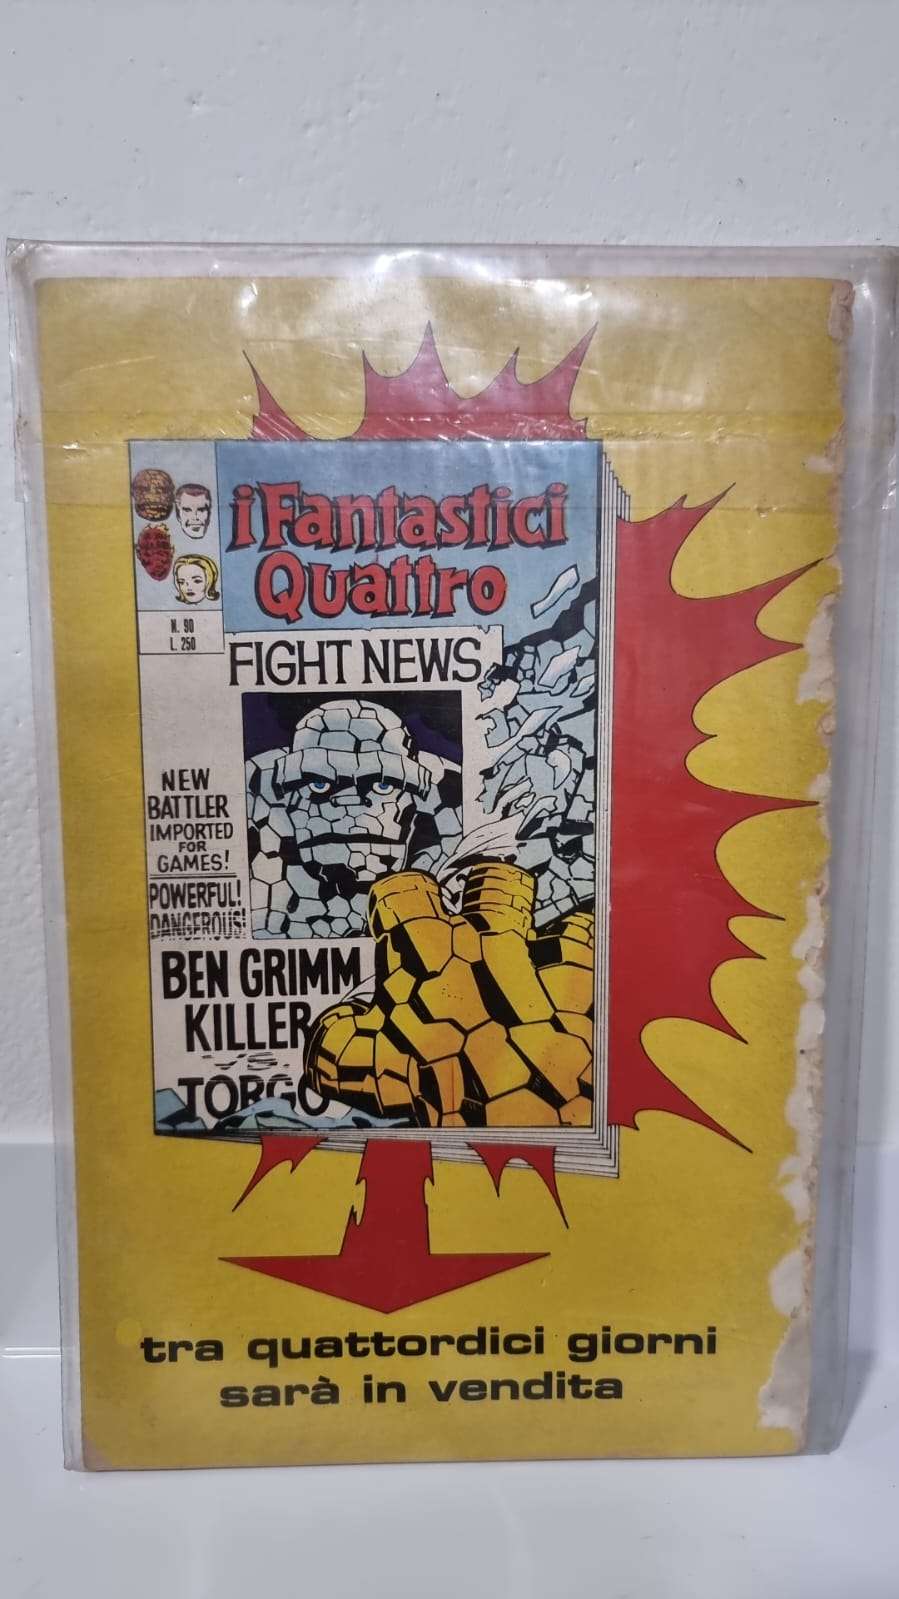 i Fantastici
Quattro
N. 90
L. 250
FIGHT NEWS
NEW
BATTLER
IMPORTED
FOR
GAMES!
POWERFUL!
DANGEROUS!
BEN GRIMM
KILLER
VS.
TORGO
tra quattordici giorni
sarà in vendita